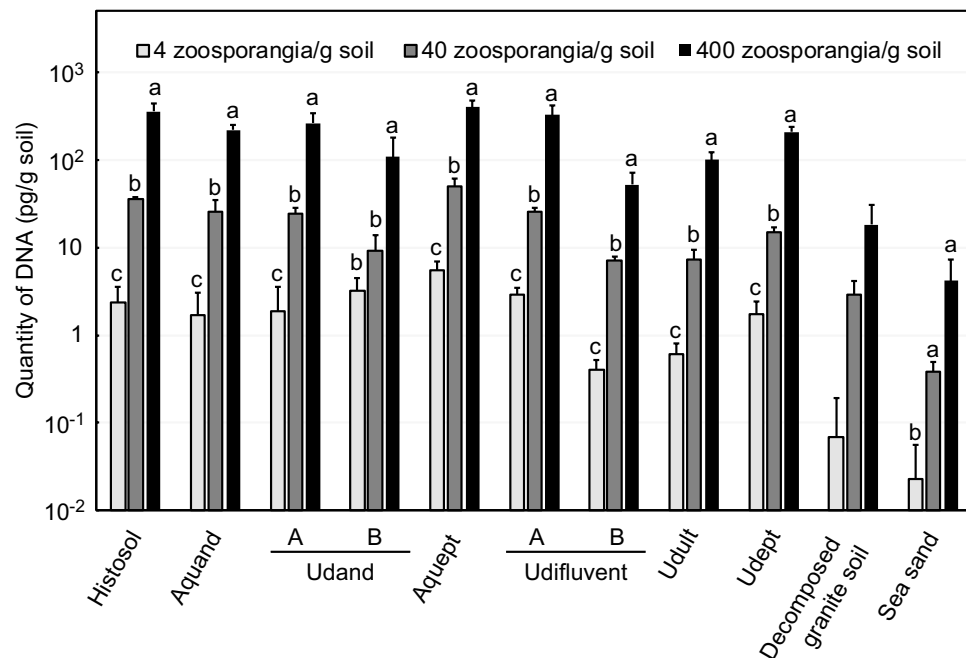 4 zoosporangia/g soil 40 zoosporangia/g soil 400 zoosporangia/g soil
Quantity of DNA (pg/g soil)
10³
10²
10
1
10⁻¹
10⁻²
c b a
c b a
c b a
b b a
c b a
c b a
c b a
c b a
c b a
b a a
Histosol
Aquand
A B
Udand
Aquept
A B
Udifluvent
Udult
Udept
Decomposed
granite soil
Sea sand